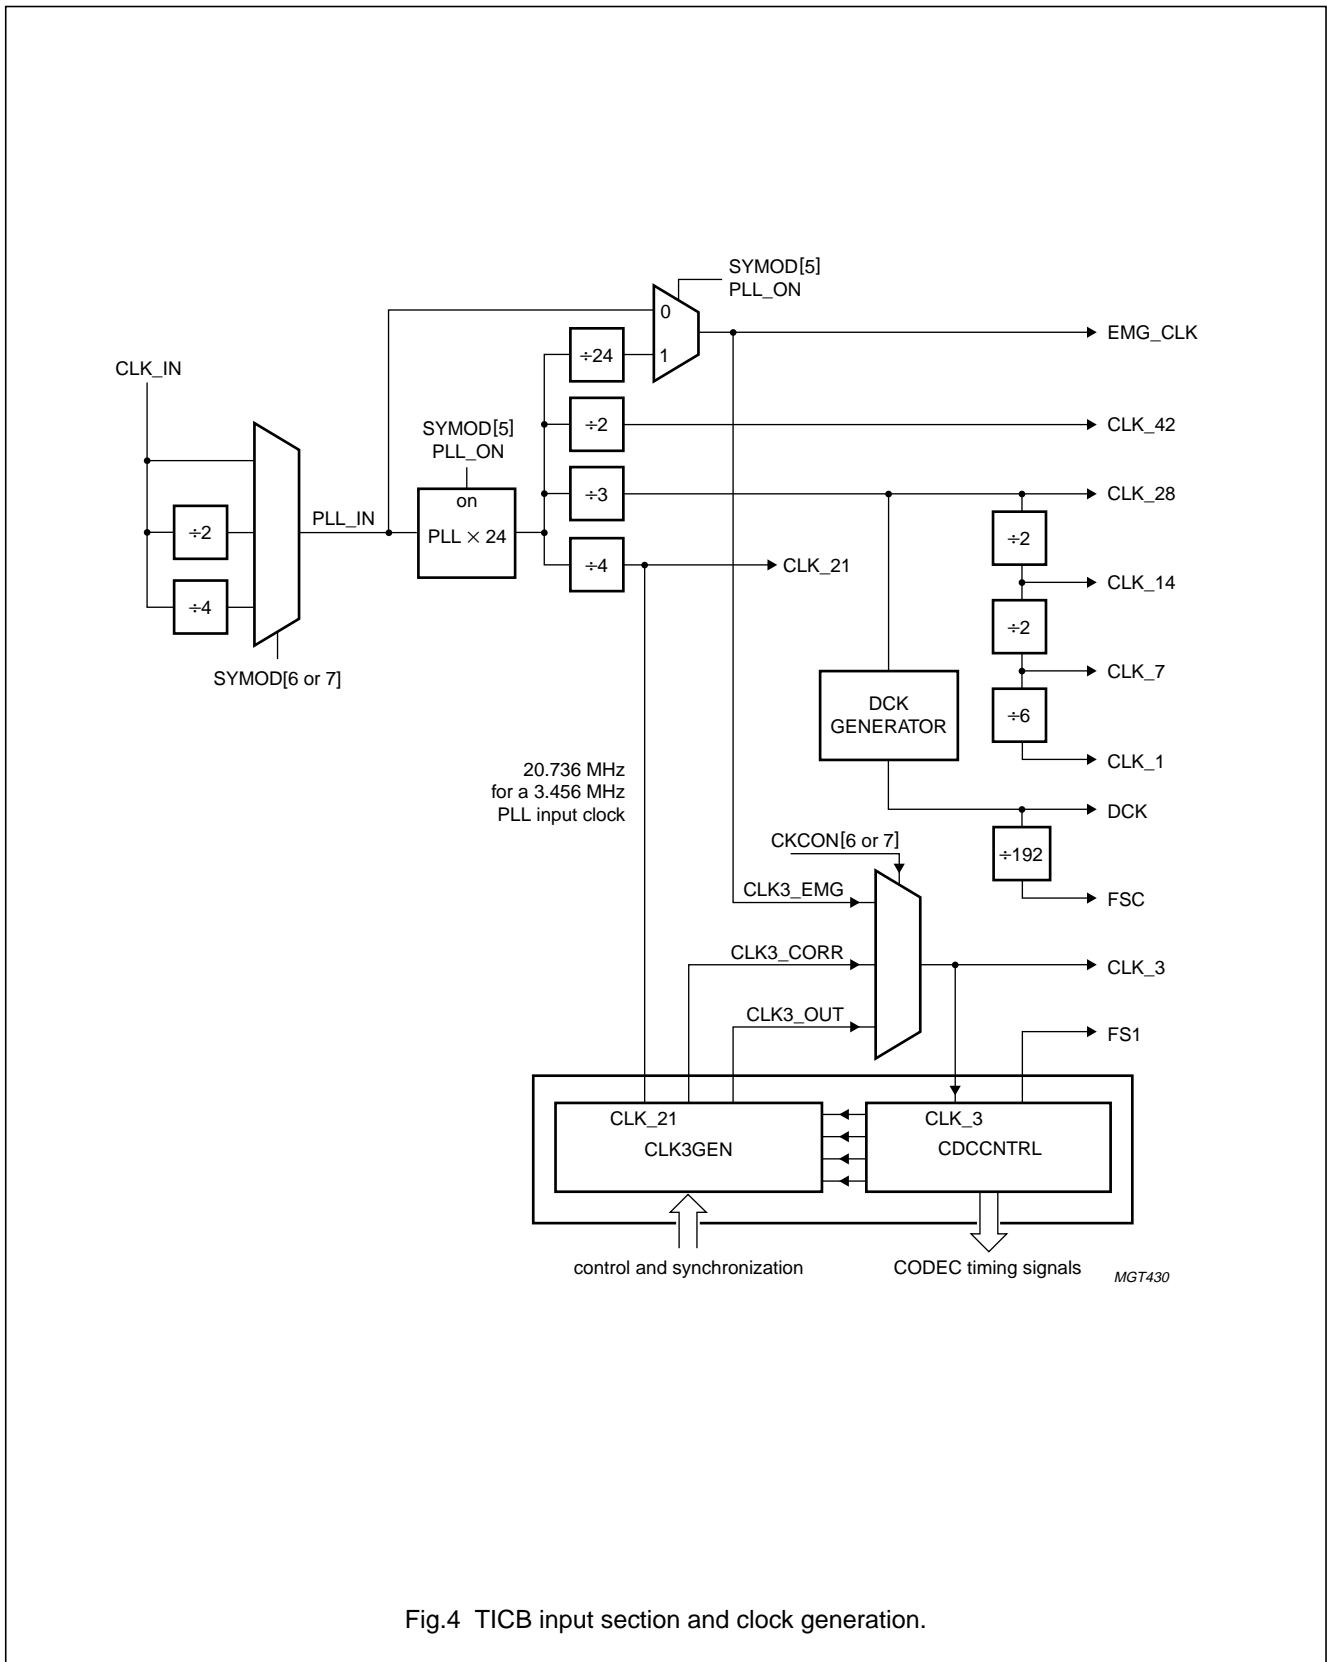 SYMOD[5]
PLL_ON
0
EMG_CLK
÷24
1
CLK_IN
÷2
CLK_42
SYMOD[5]
PLL_ON
÷3
CLK_28
on
PLL_IN
PLL × 24
÷2
÷2
÷4
CLK_21
CLK_14
÷4
÷2
SYMOD[6 or 7]
CLK_7
DCK
GENERATOR
÷6
CLK_1
20.736 MHz
for a 3.456 MHz
PLL input clock
DCK
CKCON[6 or 7]
÷192
CLK3_EMG
FSC
CLK3_CORR
CLK_3
CLK3_OUT
FS1
CLK_21
CLK3GEN
CLK_3
CDCCNTRL
control and synchronization
CODEC timing signals
MGT430
Fig.4 TICB input section and clock generation.